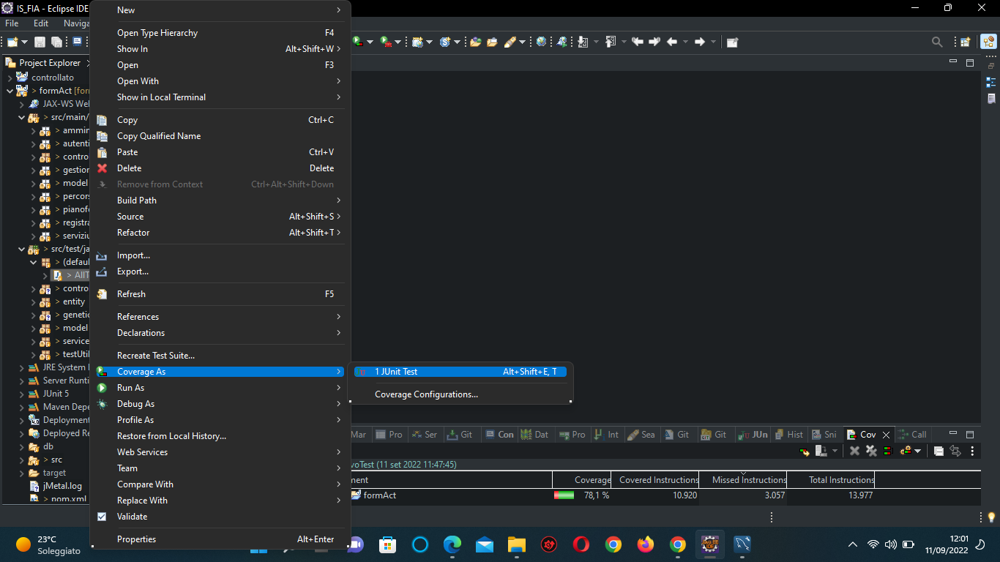 IS_FIA - Eclipse IDE
File Edit Naviga
Project Explorer
controllato
> formAct [for
JAX-WS Wel
> src/main/
> ammin
> autenti
> contro
> gestion
> model
> percors
> pianofo
> registra
> serviziu
> src/test/ja
> (defaul
> AllT
> contro
> entity
> genetic
> model
> service
> testUtil
JRE System
Server Runti
JUnit 5
Maven Depe
Deployment
Deployed Re
db
> src
target
jMetal.log
> pom.xml
New
Open Type Hierarchy F4
Show In Alt+Shift+W >
Open F3
Open With
Show in Local Terminal
Copy Ctrl+C
Copy Qualified Name
Paste Ctrl+V
Delete Delete
Remove from Context Ctrl+Alt+Shift+Down
Build Path
Source Alt+Shift+S >
Refactor Alt+Shift+T >
Import...
Export...
Refresh F5
References
Declarations
Recreate Test Suite...
Coverage As
Run As
Debug As
Profile As
Restore from Local History...
Web Services
Team
Compare With
Replace With
Validate
Properties Alt+Enter
1 JUnit Test Alt+Shift+E, T
Coverage Configurations...
Mar Pro Ser Git Con Dat Pro Int Sea Git Git JUn Hist Sni Cov Call
voTest (11 set 2022 11:47:45)
ment Coverage Covered Instructions Missed Instructions Total Instructions
formAct 78,1 % 10.920 3.057 13.977
23°C
Soleggiato
12:01
11/09/2022